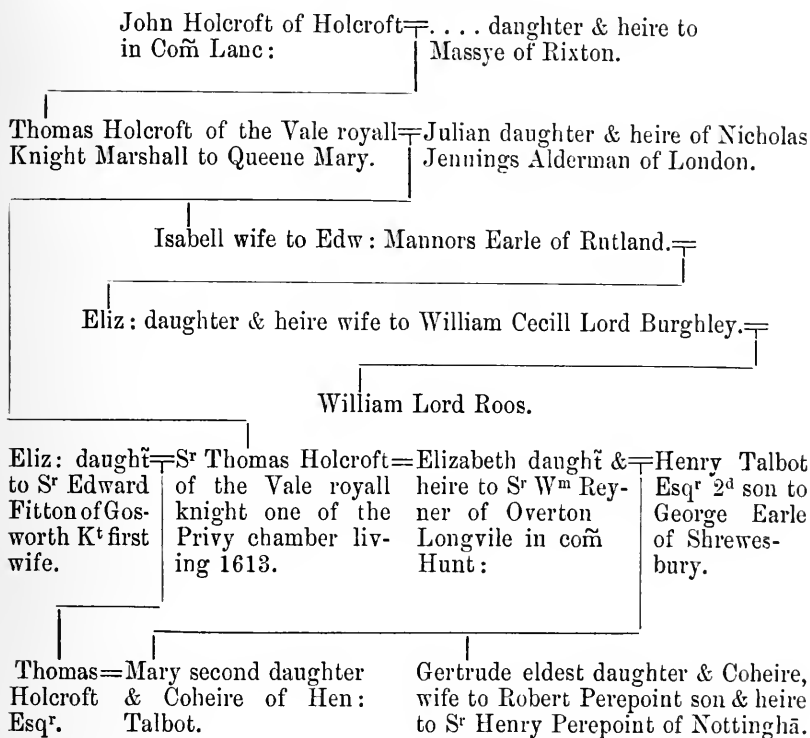 John Holcroft of Holcroft=.... daughter & heire to
in Com̃ Lanc: Massye of Rixton.
Thomas Holcroft of the Vale royall=Julian daughter & heire of Nicholas
Knight Marshall to Queene Mary. Jennings Alderman of London.
Isabell wife to Edw: Mannors Earle of Rutland.=
Eliz: daughter & heire wife to William Cecill Lord Burghley.=
William Lord Roos.
Eliz: daught̃=
to Sʳ Edward
Fitton of Gos-
worth Kᵗ first
wife.
Sʳ Thomas Holcroft=
of the Vale royall
knight one of the
Privy chamber liv-
ing 1613.
Elizabeth daught̃ &=
heire to Sʳ Wᵐ Rey-
ner of Overton
Longvile in com̃
Hunt:
Henry Talbot
Esqʳ 2ᵈ son to
George Earle
of Shrewes-
bury.
Thomas=
Holcroft
Esqʳ.
Mary second daughter
& Coheire of Hen:
Talbot.
Gertrude eldest daughter & Coheire,
wife to Robert Perepoint son & heire
to Sʳ Henry Perepoint of Nottinghā.